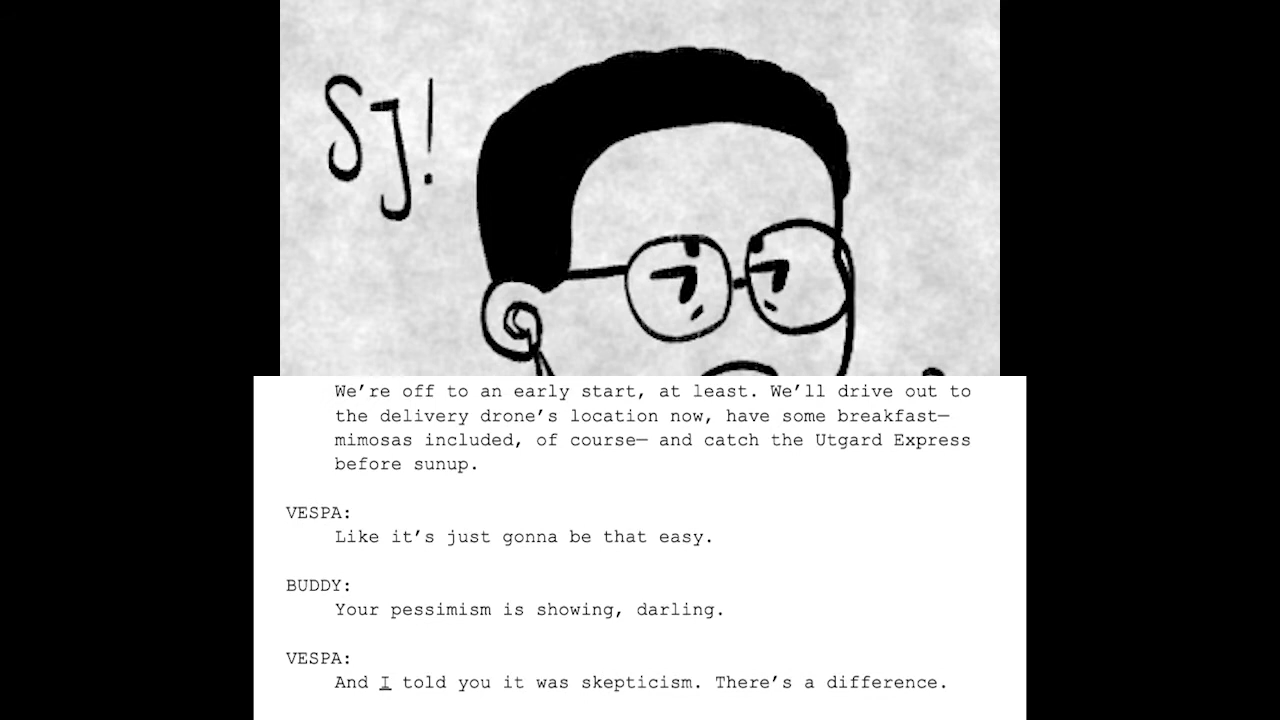 SJ!
We’re off to an early start, at least. We’ll drive out to
the delivery drone’s location now, have some breakfast—
mimosas included, of course— and catch the Utgard Express
before sunup.
VESPA:
Like it’s just gonna be that easy.
BUDDY:
Your pessimism is showing, darling.
VESPA:
And I told you it was skepticism. There’s a difference.